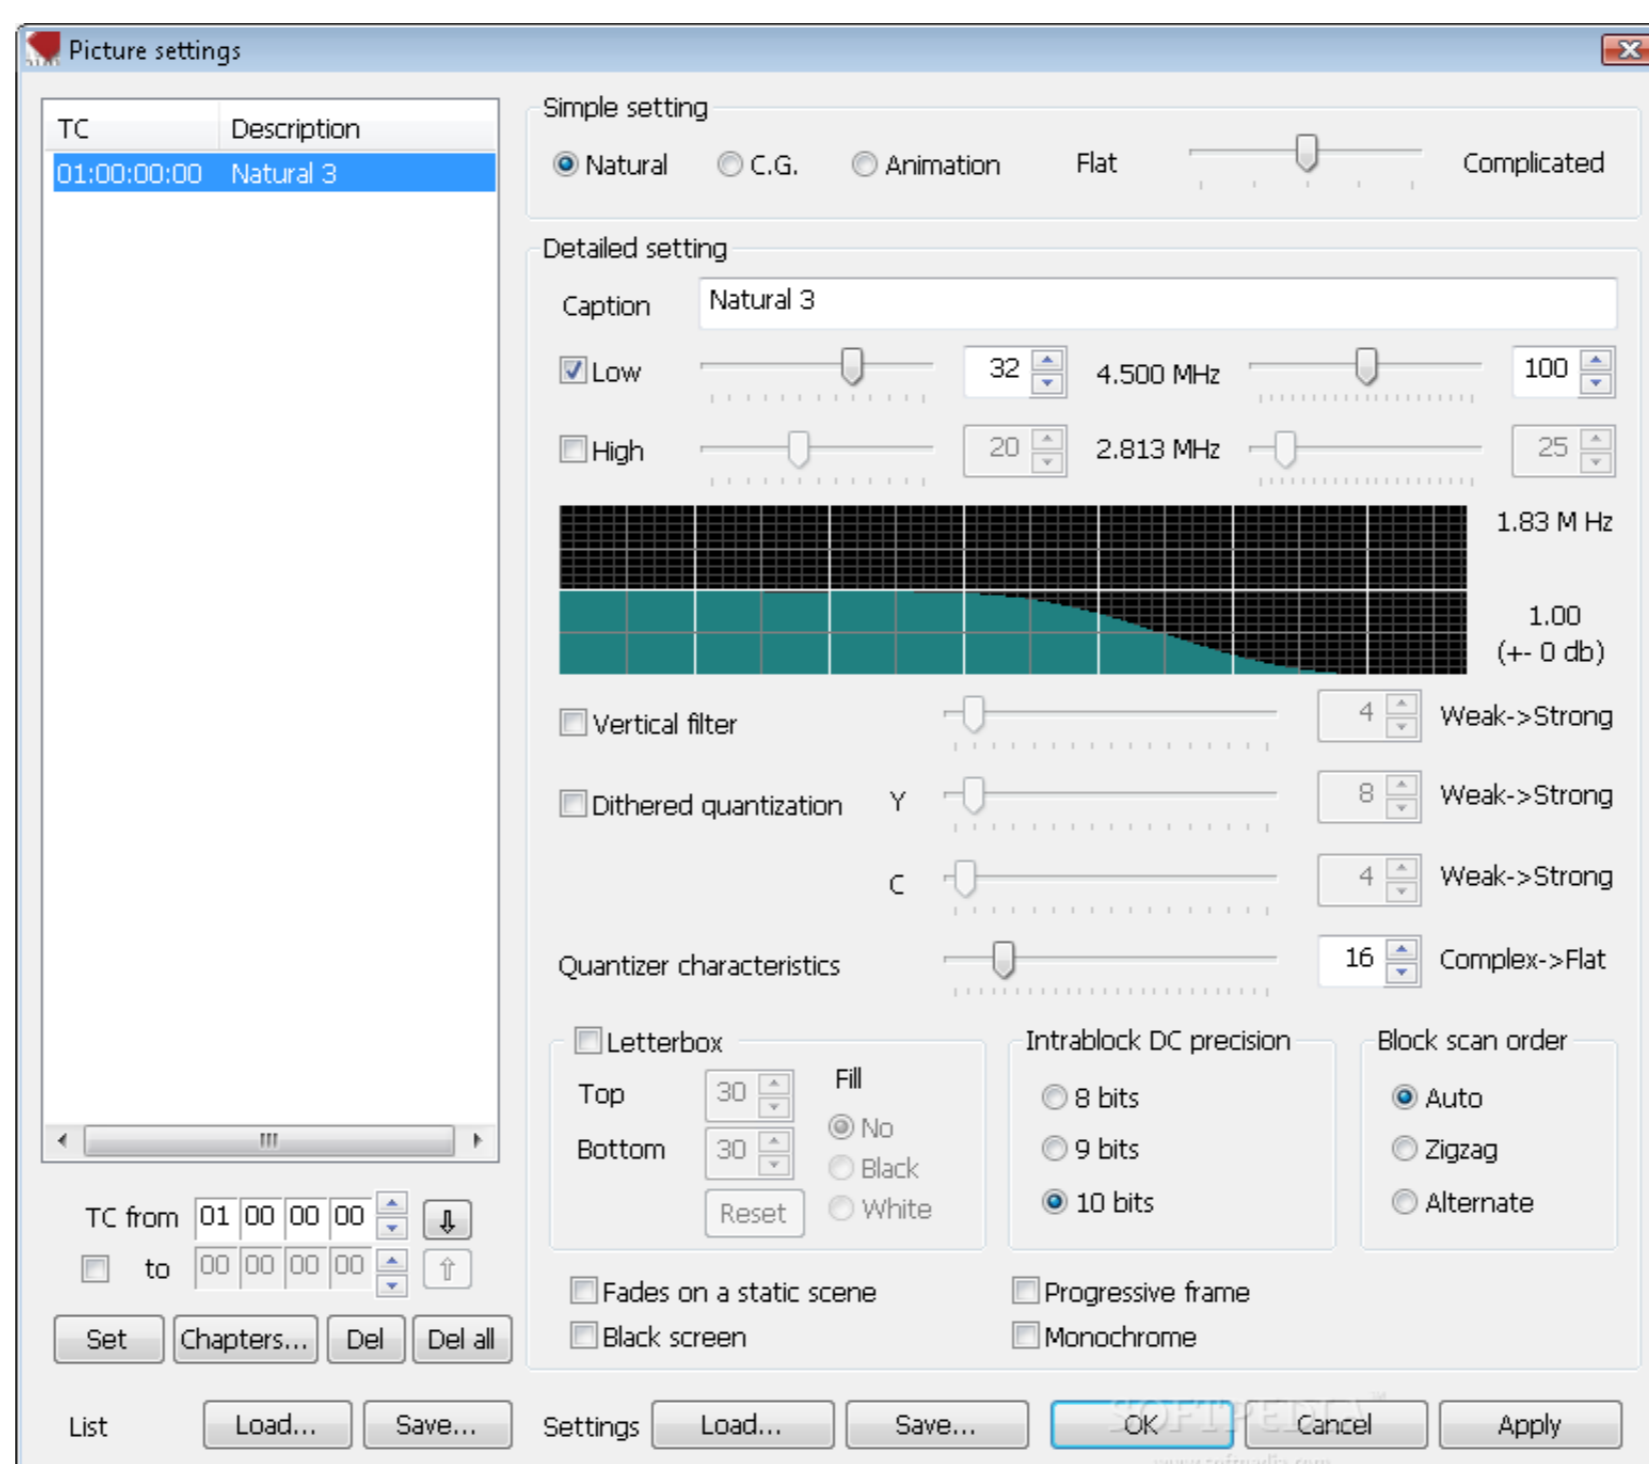 Picture settings
TC Description
01:00:00:00 Natural 3
Simple setting
Natural C.G. Animation Flat Complicated
Detailed setting
Caption Natural 3
Low 32 4.500 MHz 100
High 20 2.813 MHz 25
1.83 M Hz
1.00
(+- 0 db)
Vertical filter 4 Weak->Strong
Dithered quantization Y 8 Weak->Strong
C 4 Weak->Strong
Quantizer characteristics 16 Complex->Flat
Letterbox
Top 30
Bottom 30
Reset
Fill
No
Black
White
Intrablock DC precision
8 bits
9 bits
10 bits
Block scan order
Auto
Zigzag
Alternate
TC from 01 00 00 00
to 00 00 00 00
Set Chapters... Del Del all
Fades on a static scene Progressive frame
Black screen Monochrome
List Load... Save... Settings Load... Save... OK Cancel Apply
SOFTPEDIA